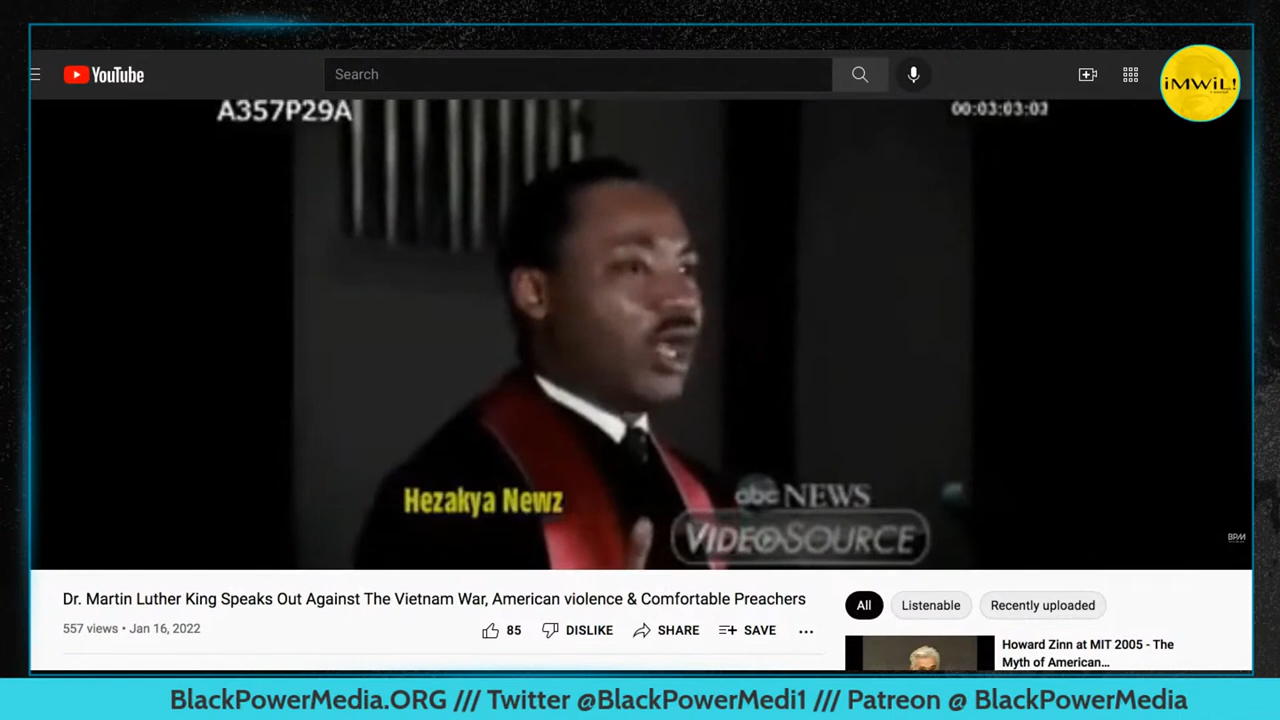 YouTube
Search
iMWiL!
A357P29A
00:03:03:03
Hezakya Newz
abc NEWS
VIDEOSOURCE
BPM
Dr. Martin Luther King Speaks Out Against The Vietnam War, American violence & Comfortable Preachers
557 views • Jan 16, 2022
85
DISLIKE
SHARE
SAVE
All
Listenable
Recently uploaded
Howard Zinn at MIT 2005 - The
Myth of American...
BlackPowerMedia.ORG /// Twitter @BlackPowerMedi1 /// Patreon @ BlackPowerMedia